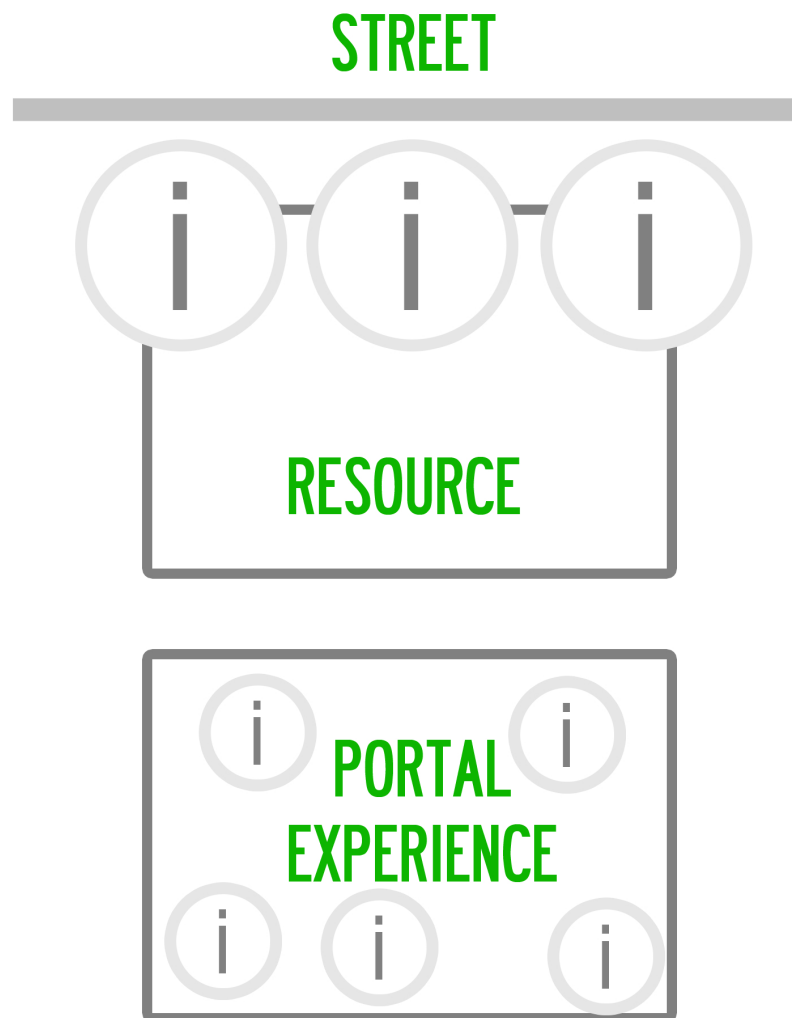 STREET
i i i
RESOURCE
i i
PORTAL
EXPERIENCE
i i i